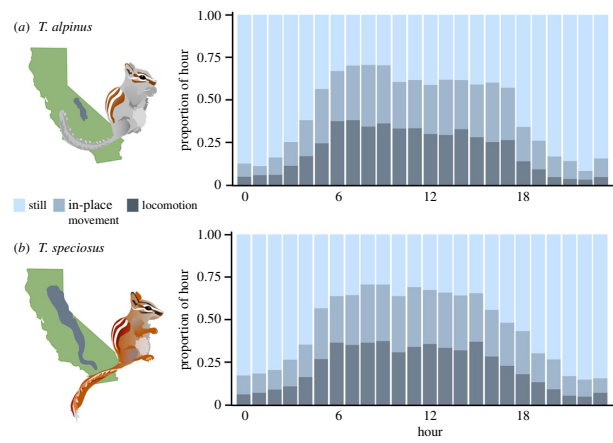 (a) T. alpinus
1.00
0.75
0.50
0.25
0
proportion of hour
0 6 12 18
still in-place movement locomotion
(b) T. speciosus
1.00
0.75
0.50
0.25
0
proportion of hour
0 6 12 18
hour